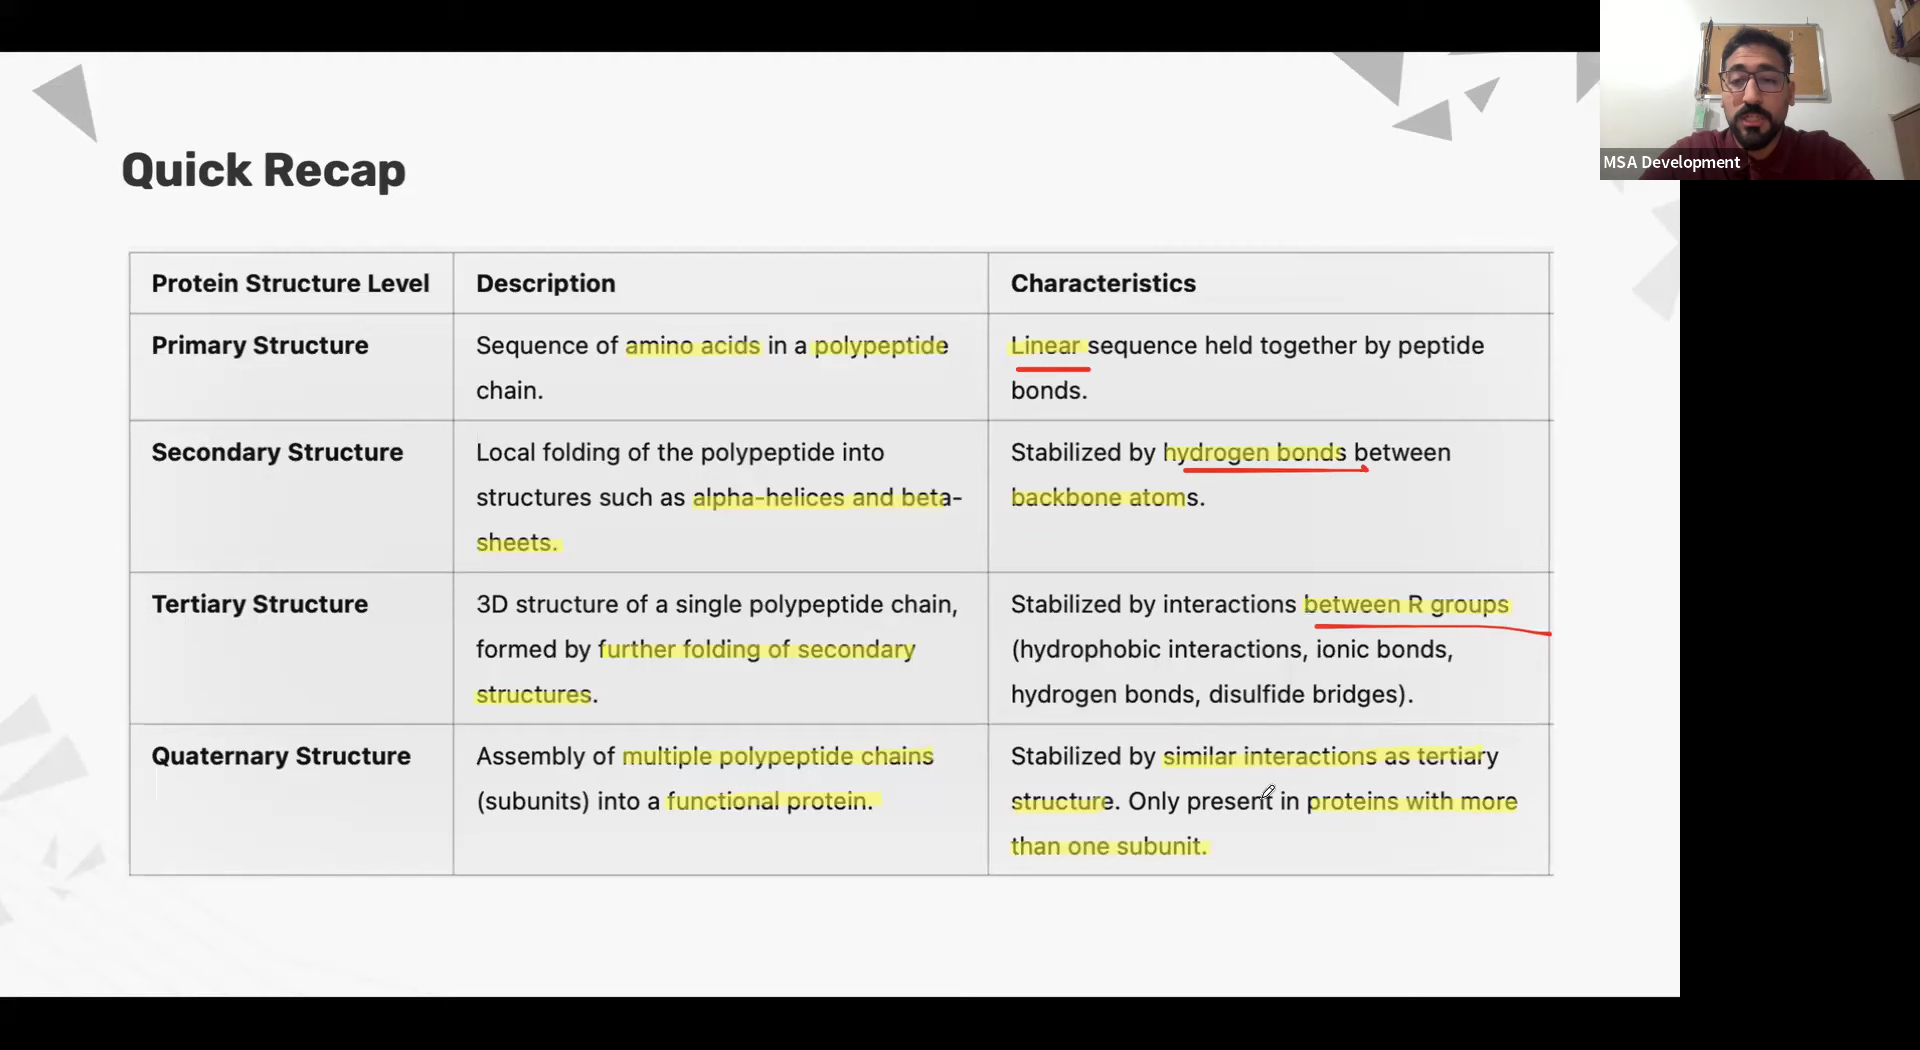 MSA Development
Quick Recap
Protein Structure Level
Description
Characteristics
Primary Structure
Sequence of amino acids in a polypeptide
chain.
Linear sequence held together by peptide
bonds.
Secondary Structure
Local folding of the polypeptide into
structures such as alpha-helices and beta-
sheets.
Stabilized by hydrogen bonds between
backbone atoms.
Tertiary Structure
3D structure of a single polypeptide chain,
formed by further folding of secondary
structures.
Stabilized by interactions between R groups
(hydrophobic interactions, ionic bonds,
hydrogen bonds, disulfide bridges).
Quaternary Structure
Assembly of multiple polypeptide chains
(subunits) into a functional protein.
Stabilized by similar interactions as tertiary
structure. Only present in proteins with more
than one subunit.